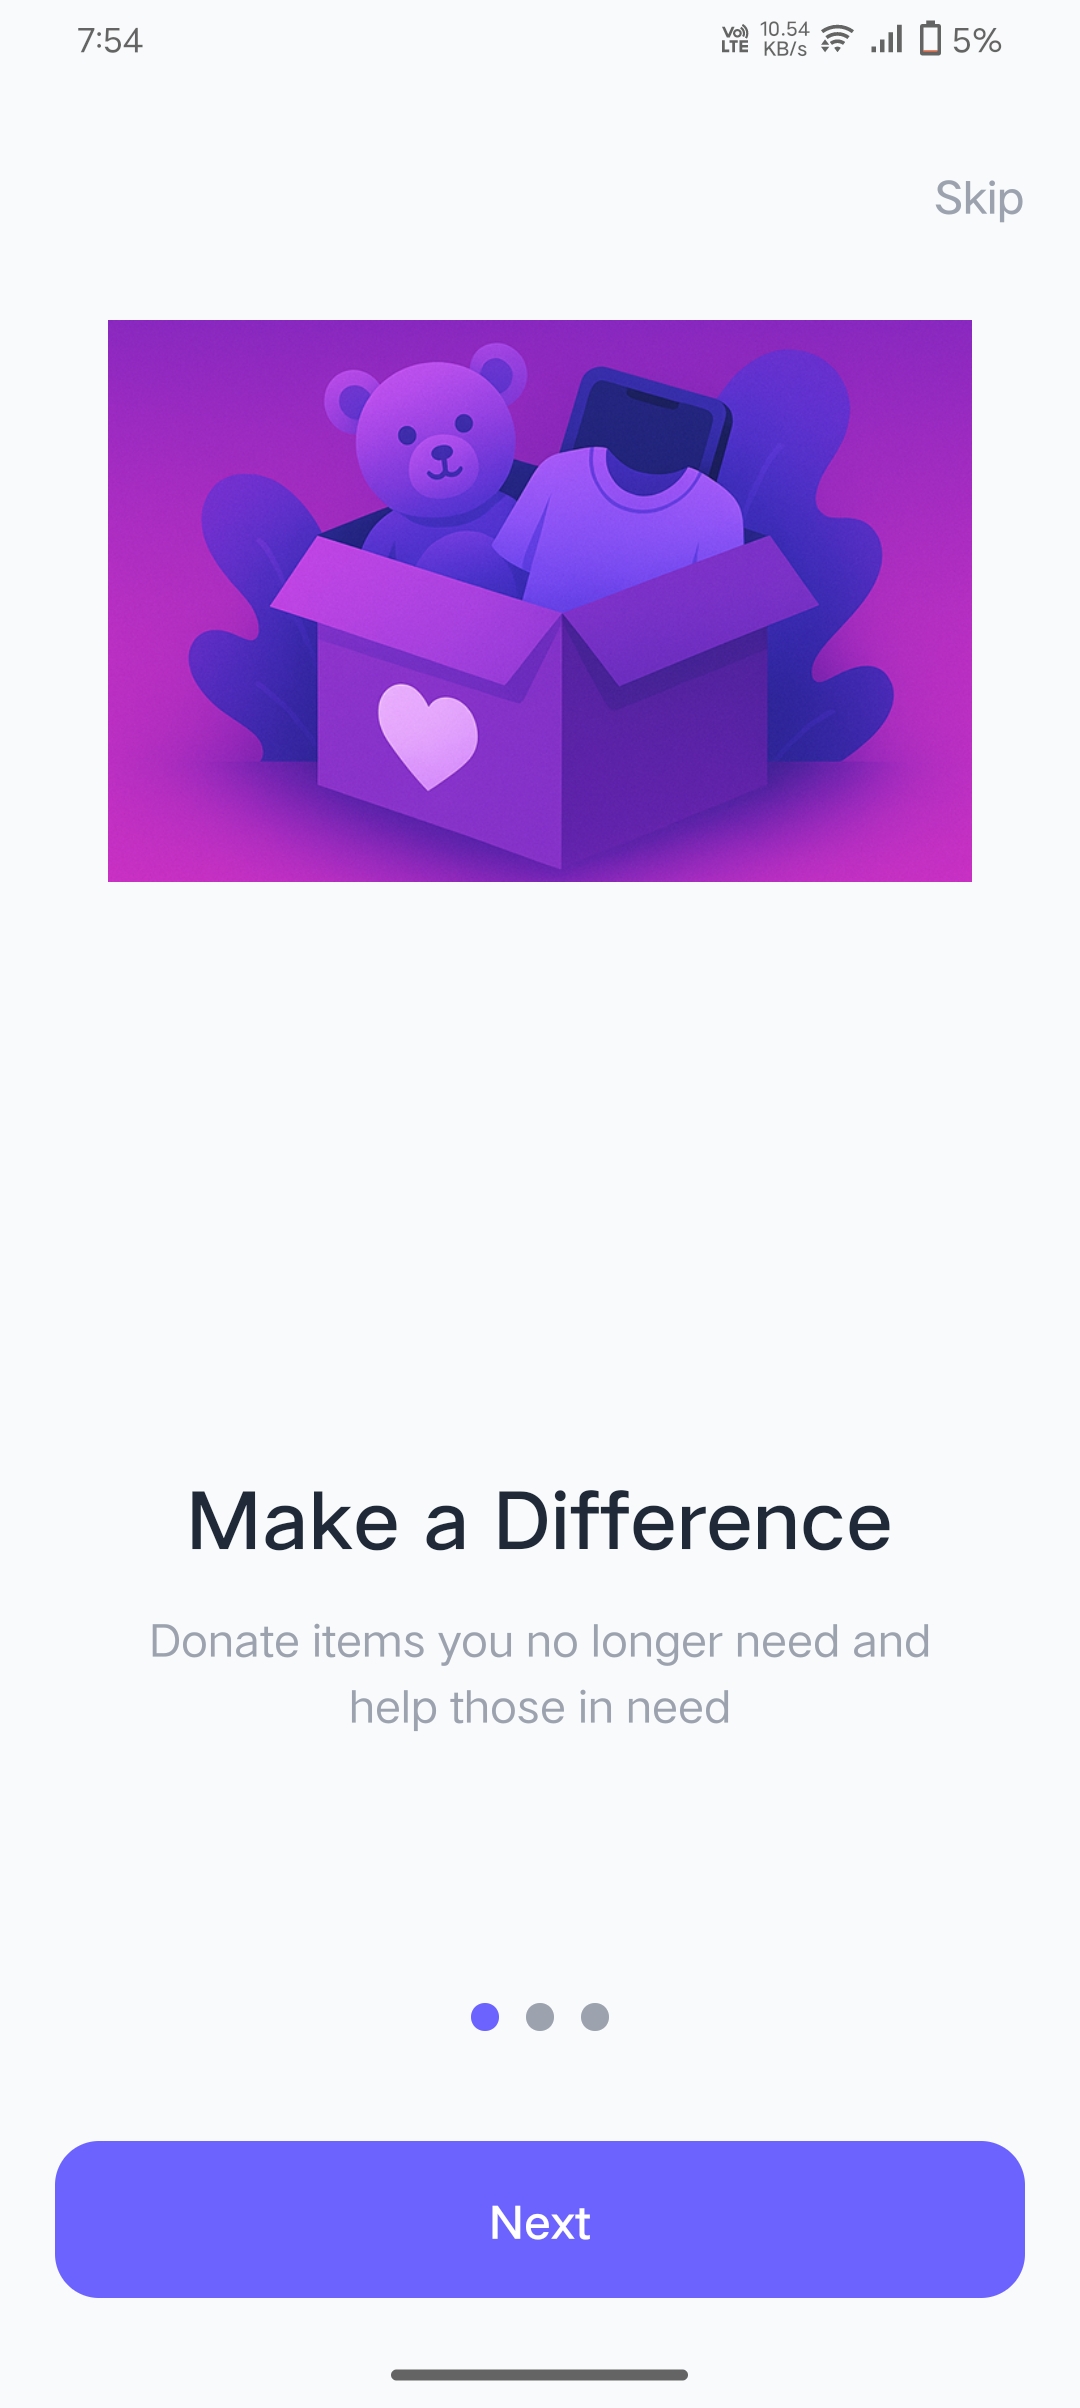 7:54
Vo LTE 10.54 KB/s 5%
Skip
Make a Difference
Donate items you no longer need and
help those in need
Next